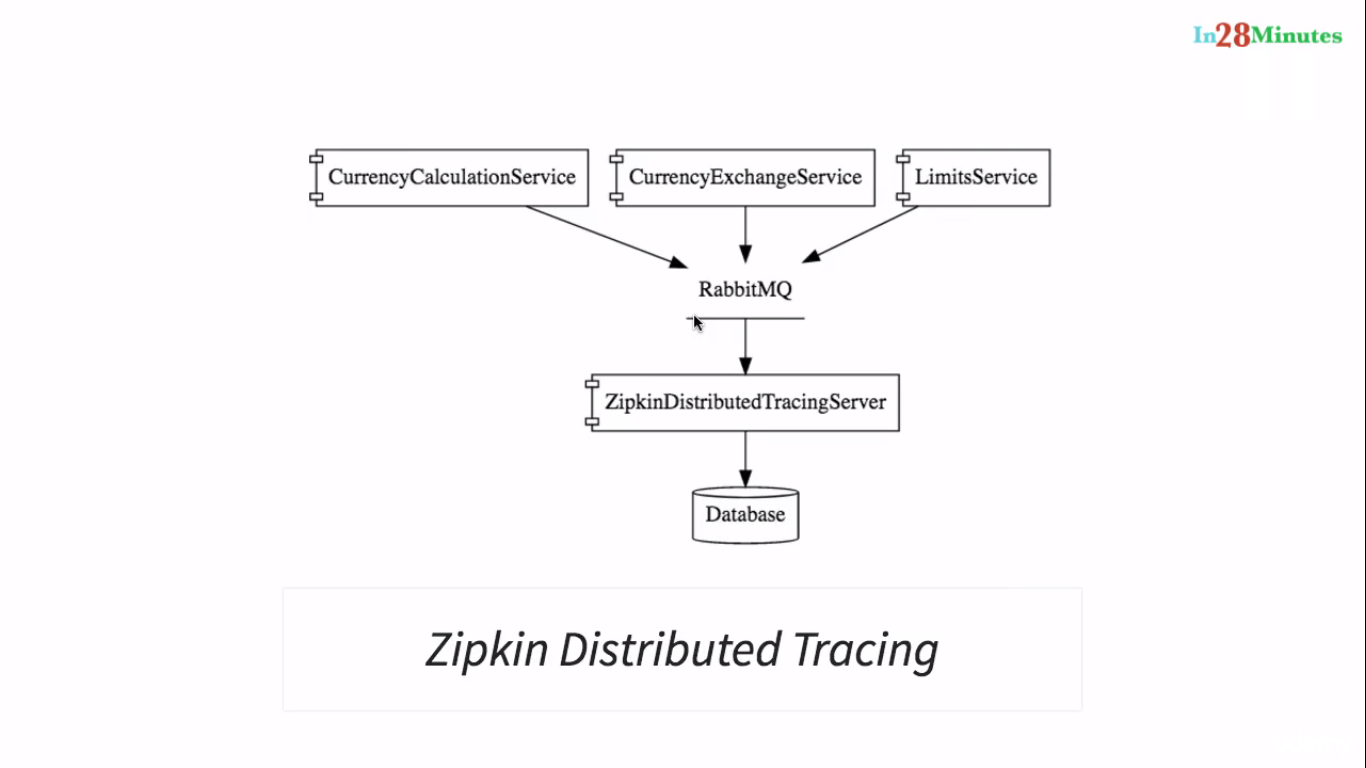 In28Minutes
CurrencyCalculationService
CurrencyExchangeService
LimitsService
RabbitMQ
ZipkinDistributedTracingServer
Database
Zipkin Distributed Tracing